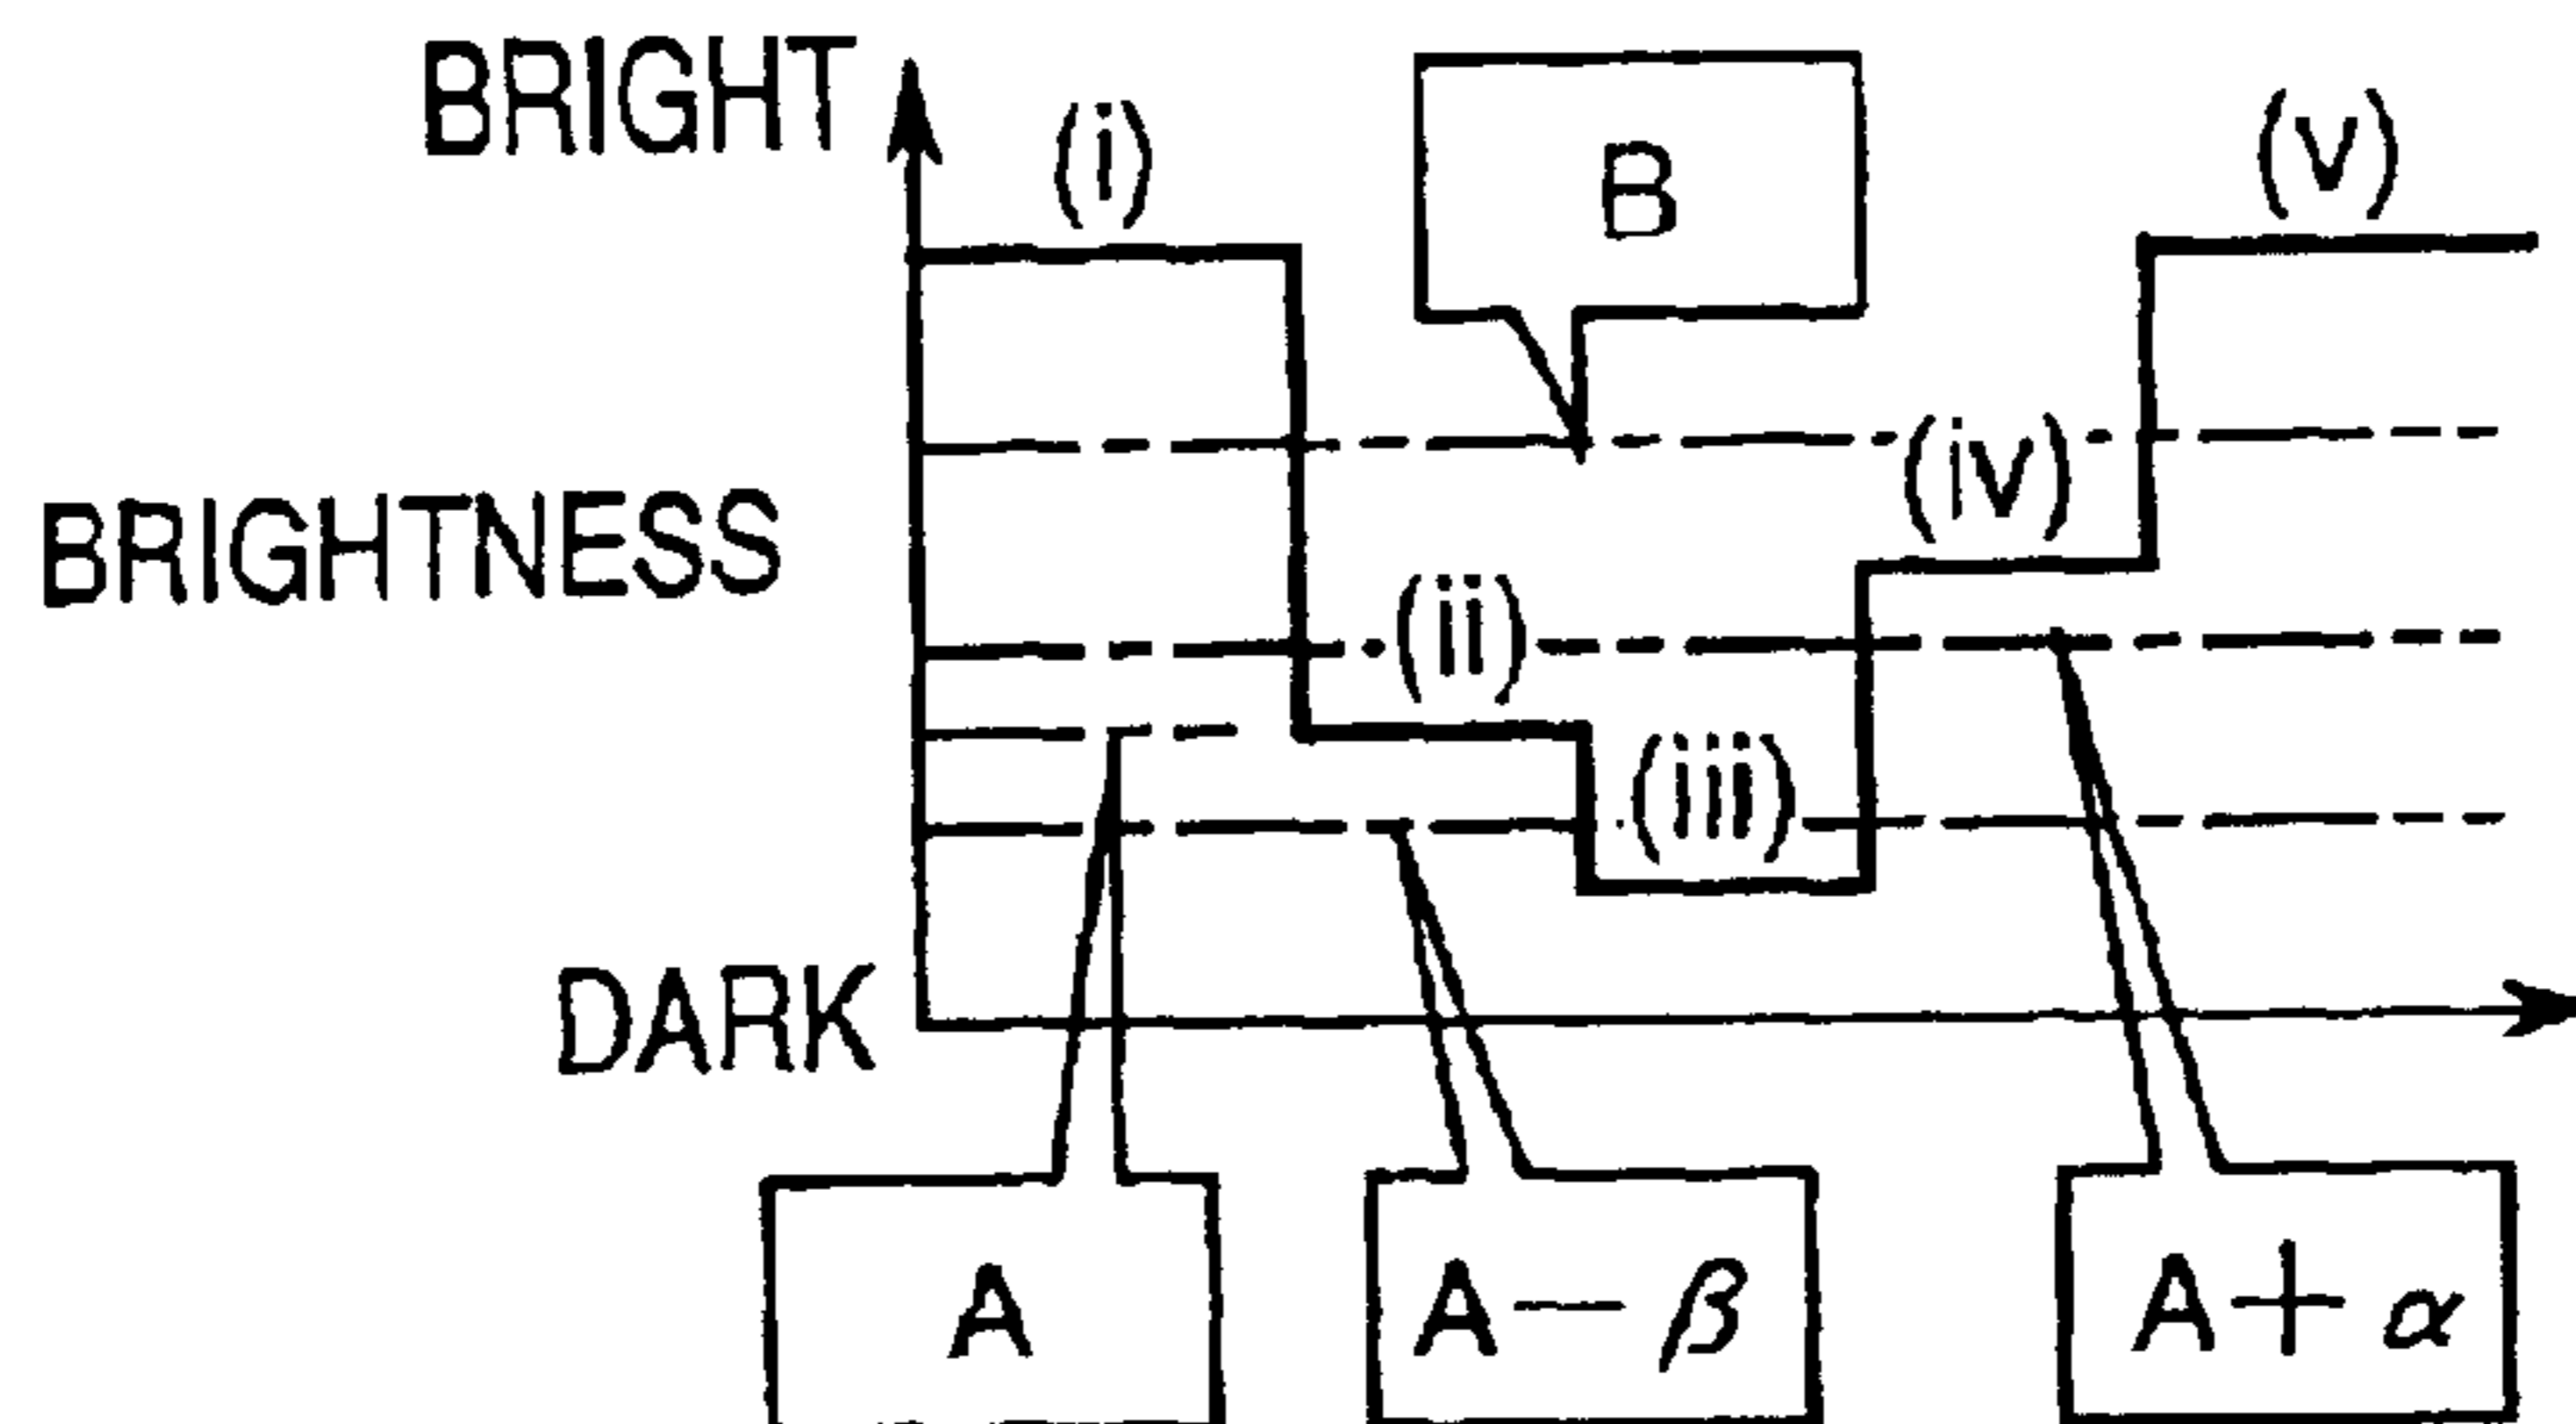 BRIGHT
(i)
B
(v)
BRIGHTNESS
(iv)
(ii)
(iii)
DARK
A
A-β
A+α